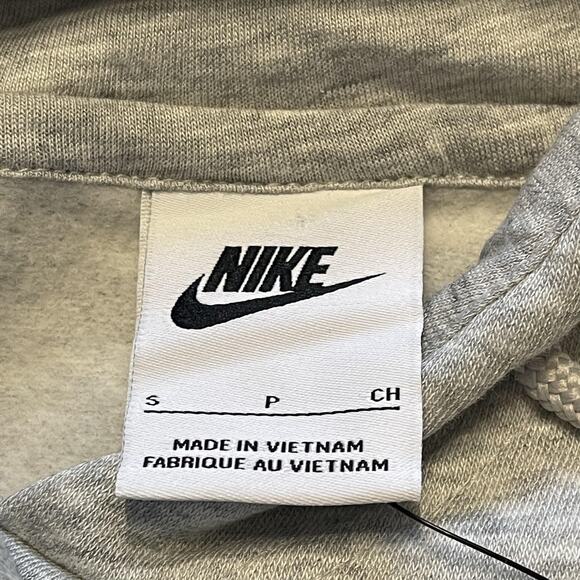 NIKE
S P CH
MADE IN VIETNAM
FABRIQUE AU VIETNAM